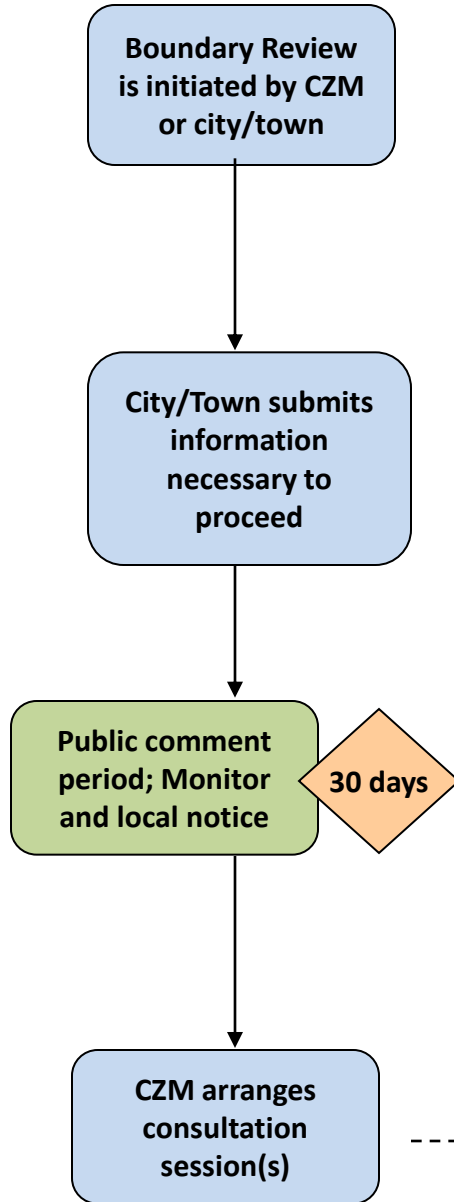 Boundary Review
is initiated by CZM
or city/town
City/Town submits
information
necessary to
proceed
Public comment
period; Monitor
and local notice
30 days
CZM arranges
consultation
session(s)